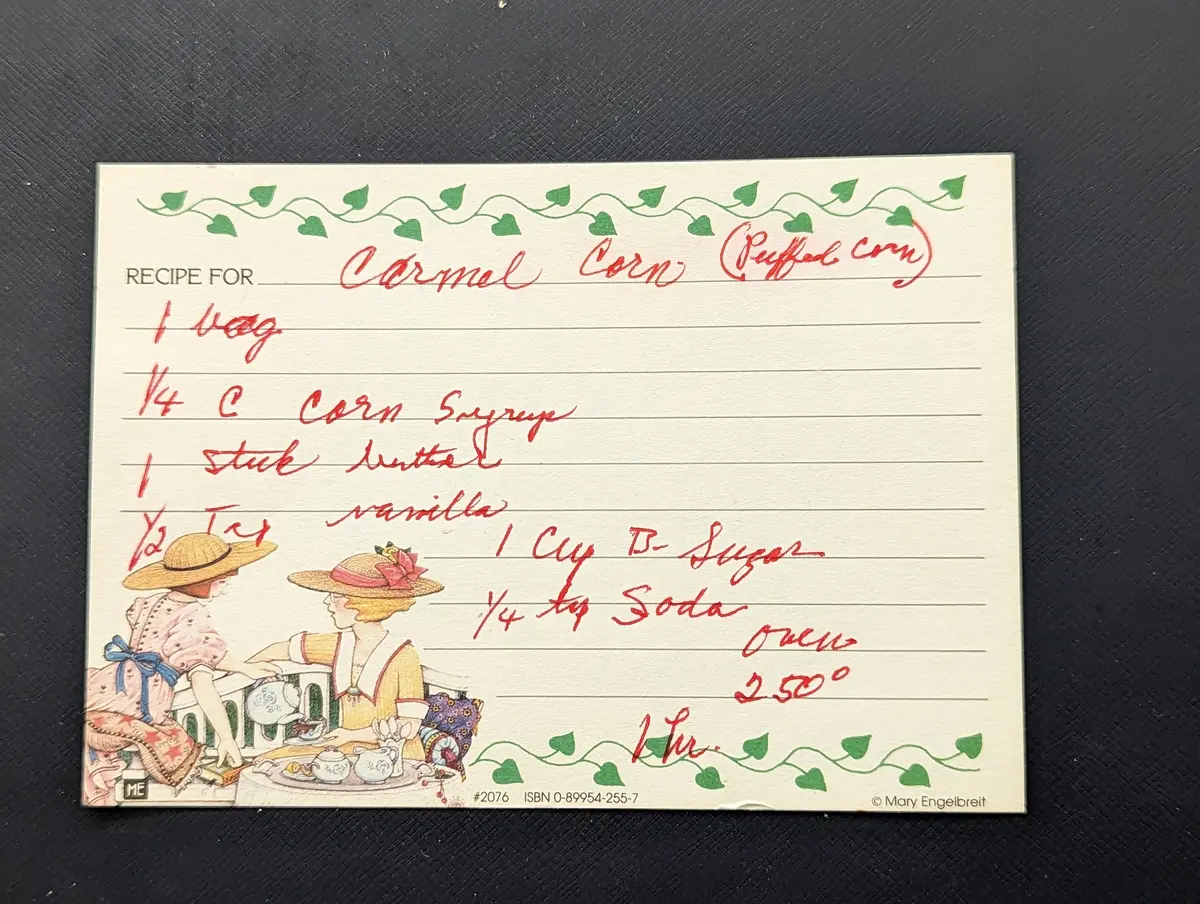 RECIPE FOR Carmel Corn (Puffed Corn)
1 bag
1/4 C Corn Syrup
1 Stick butter
1/2 Tsp vanilla
1 Cup B- Sugar
1/4 tsp Soda
oven
250°
1 hr.
ME
#2076 ISBN 0-89954-255-7
© Mary Engelbreit